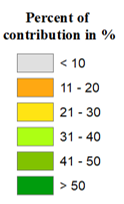 Percent of
contribution in %
< 10
11 - 20
21 - 30
31 - 40
41 - 50
> 50